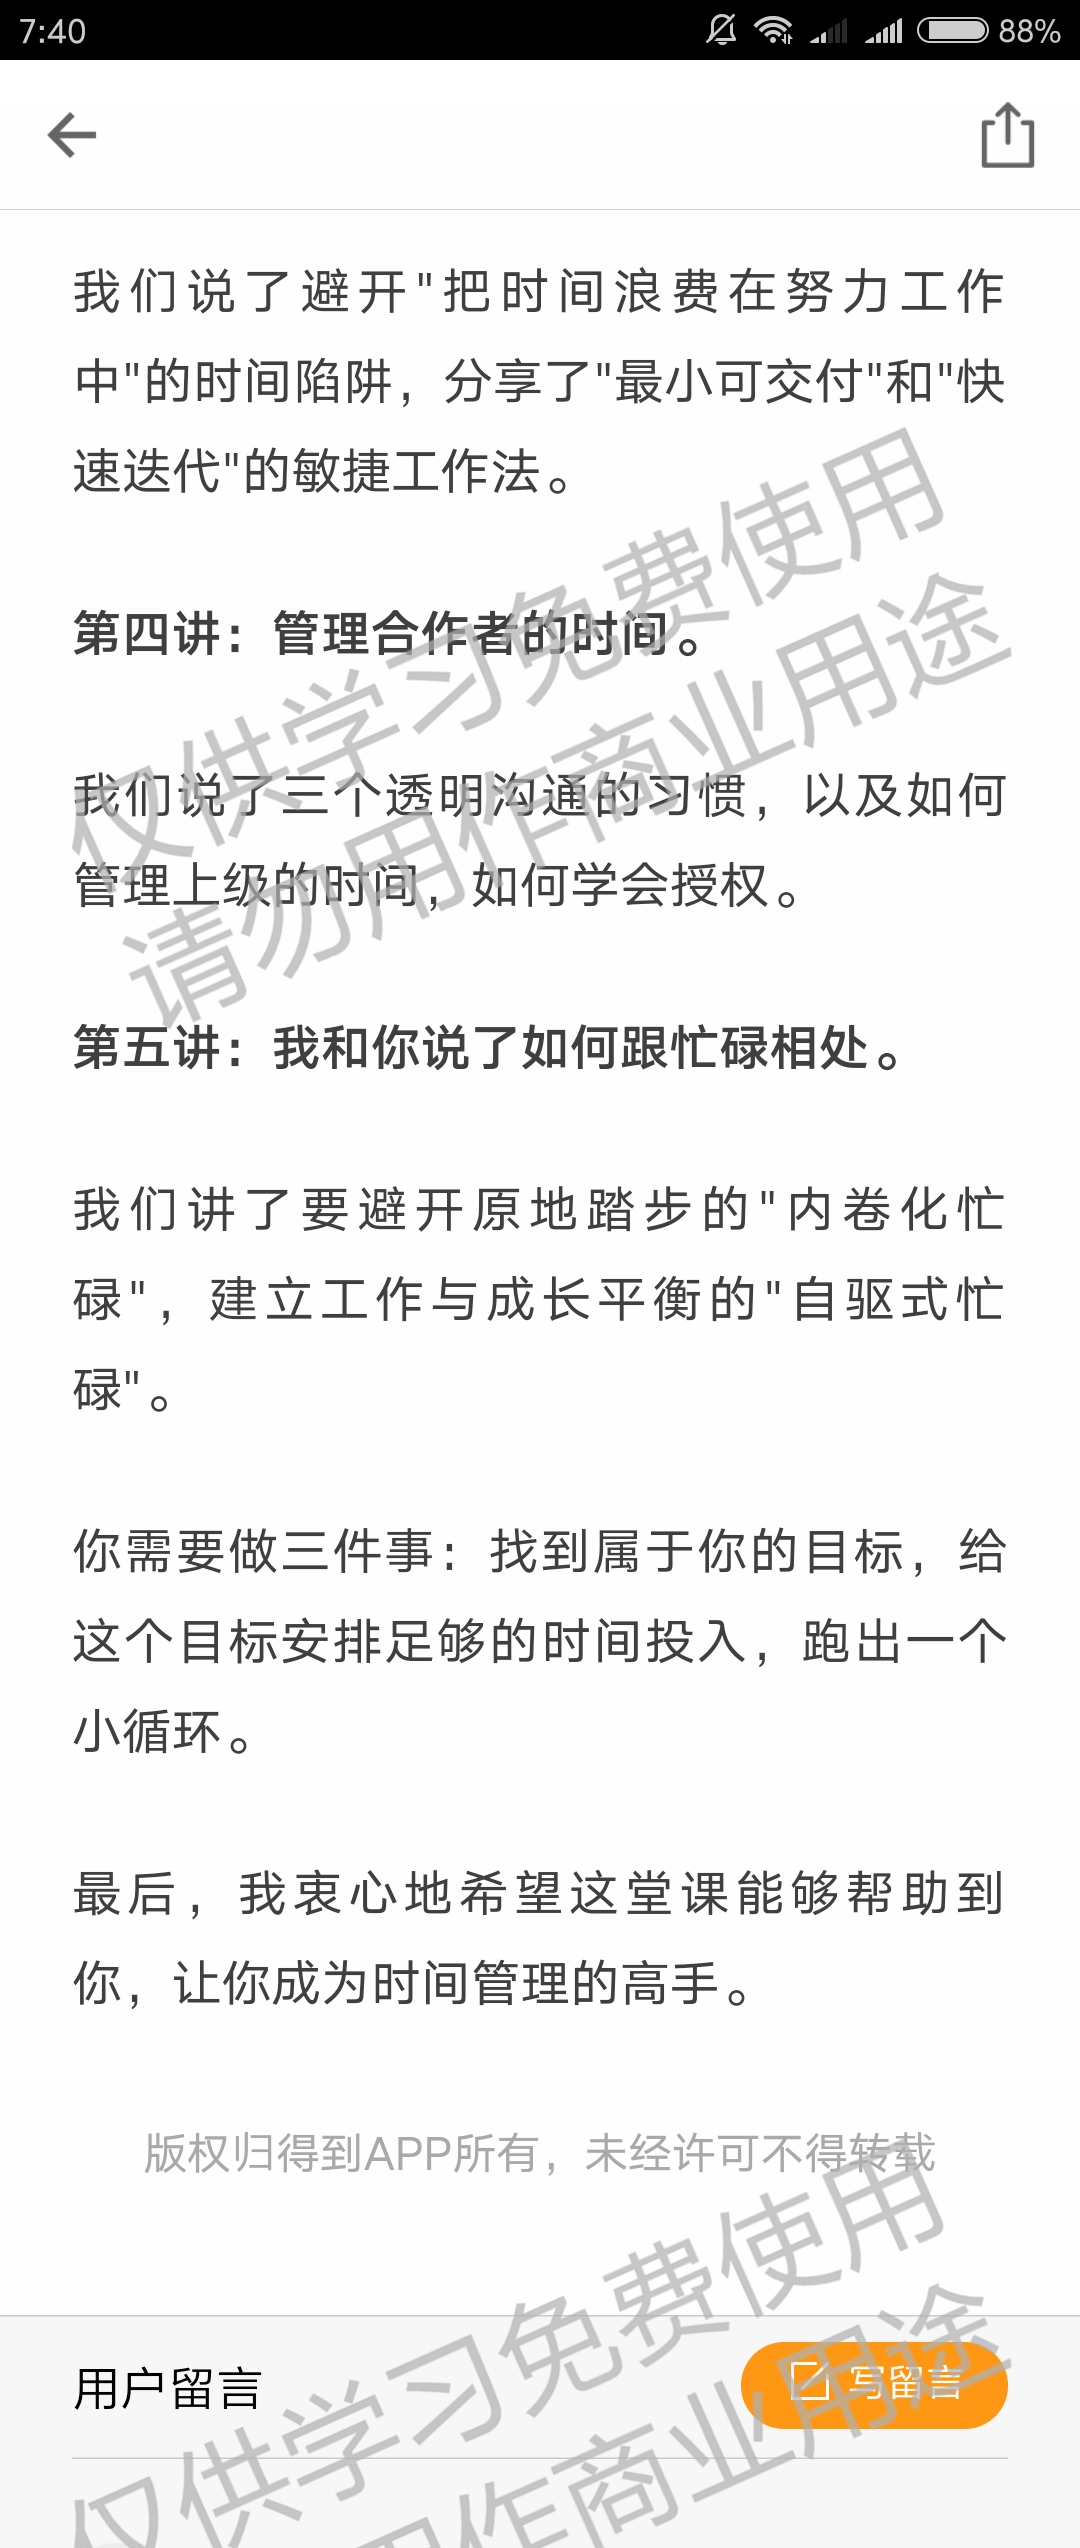 7:40
88%
我们说了避开"把时间浪费在努力工作
中"的时间陷阱，分享了"最小可交付"和"快
速迭代"的敏捷工作法。
第四讲：管理合作者的时间。
我们说了三个透明沟通的习惯，以及如何
管理上级的时间，如何学会授权。
仅供学习免费使用
请勿用作商业用途
第五讲：我和你说了如何跟忙碌相处。
我们讲了要避开原地踏步的"内卷化忙
碌"，建立工作与成长平衡的"自驱式忙
碌"。
你需要做三件事：找到属于你的目标，给
这个目标安排足够的时间投入，跑出一个
小循环。
最后，我衷心地希望这堂课能够帮助到
你，让你成为时间管理的高手。
版权归得到APP所有，未经许可不得转载
用户留言
写留言
仅供学习免费使用
用作商业用途